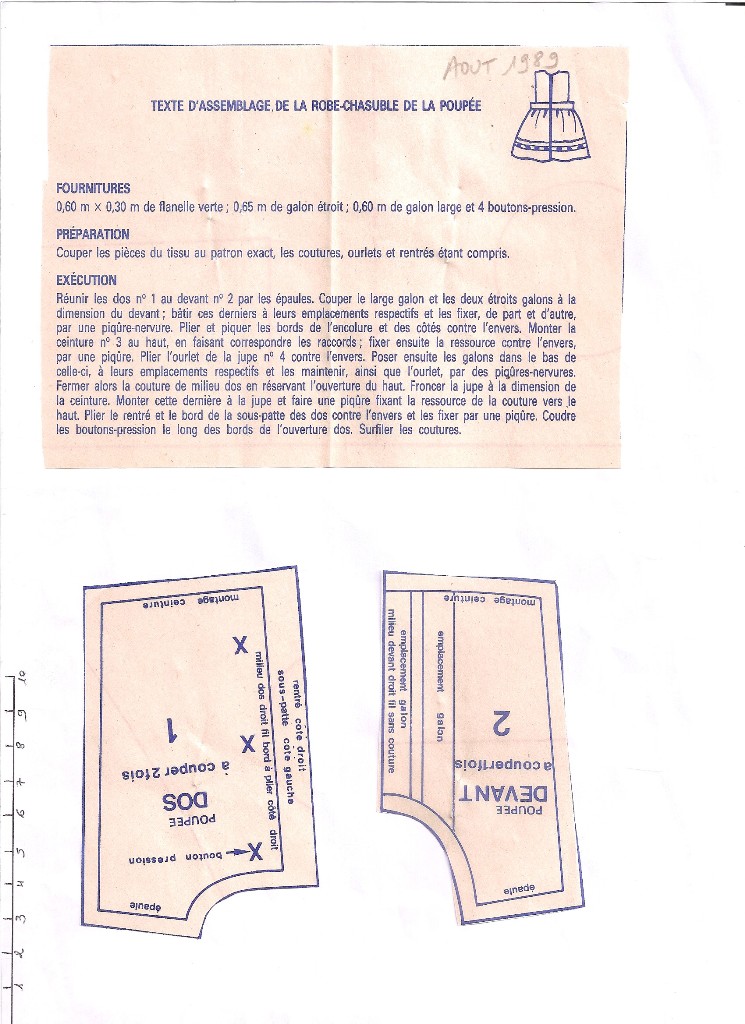 AOUT 1989
TEXTE D'ASSEMBLAGE DE LA ROBE-CHASUBLE DE LA POUPÉE
FOURNITURES
0,60 m × 0,30 m de flanelle verte ; 0,65 m de galon étroit ; 0,60 m de galon large et 4 boutons-pression.
PRÉPARATION
Couper les pièces du tissu au patron exact, les coutures, ourlets et rentrés étant compris.
EXÉCUTION
Réunir les dos nº 1 au devant nº 2 par les épaules. Couper le large galon et les deux étroits galons à la
dimension du devant ; bâtir ces derniers à leurs emplacements respectifs et les fixer, de part et d'autre,
par une piqûre-nervure. Plier et piquer les bords de l'encolure et des côtés contre l'envers. Monter la
ceinture nº 3 au haut, en faisant correspondre les raccords ; fixer ensuite la ressource contre l'envers,
par une piqûre. Plier l'ourlet de la jupe nº 4 contre l'envers. Poser ensuite les galons dans le bas de
celle-ci, à leurs emplacements respectifs et les maintenir, ainsi que l'ourlet, par des piqûres-nervures.
Fermer alors la couture de milieu dos en réservant l'ouverture du haut. Froncer la jupe à la dimension de
la ceinture. Monter cette dernière à la jupe et faire une piqûre fixant la ressource de la couture vers le
haut. Plier le rentré et le bord de la sous-patte des dos contre l'envers et les fixer par une piqûre. Coudre
les boutons-pression le long des bords de l'ouverture dos. Surfiler les coutures.
épaule
bouton pression
X
POUPÉE
DOS
à couper 2 fois
1
X
X
montage ceinture
milieu dos droit fil bord à plier côté droit
sous-patte côté gauche
rentré côté droit
épaule
POUPÉE
DEVANT
à couper 1 fois
2
montage ceinture
emplacement galon
emplacement galon
milieu devant droit fil sans couture
10
9
8
7
6
5
4
3
2
1